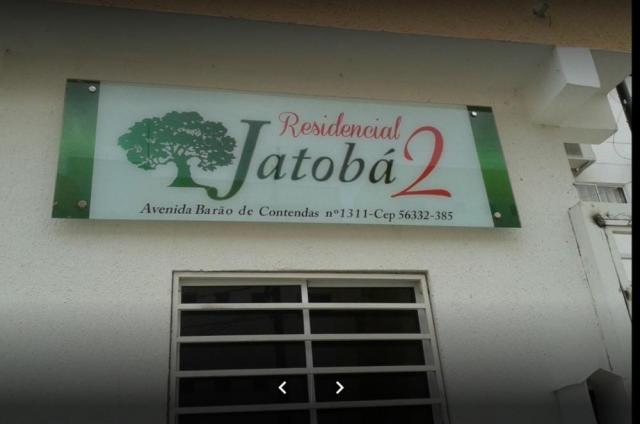 Residencial
Jatobá 2
Avenida Barão de Contendas nº1311-Cep 56332-385